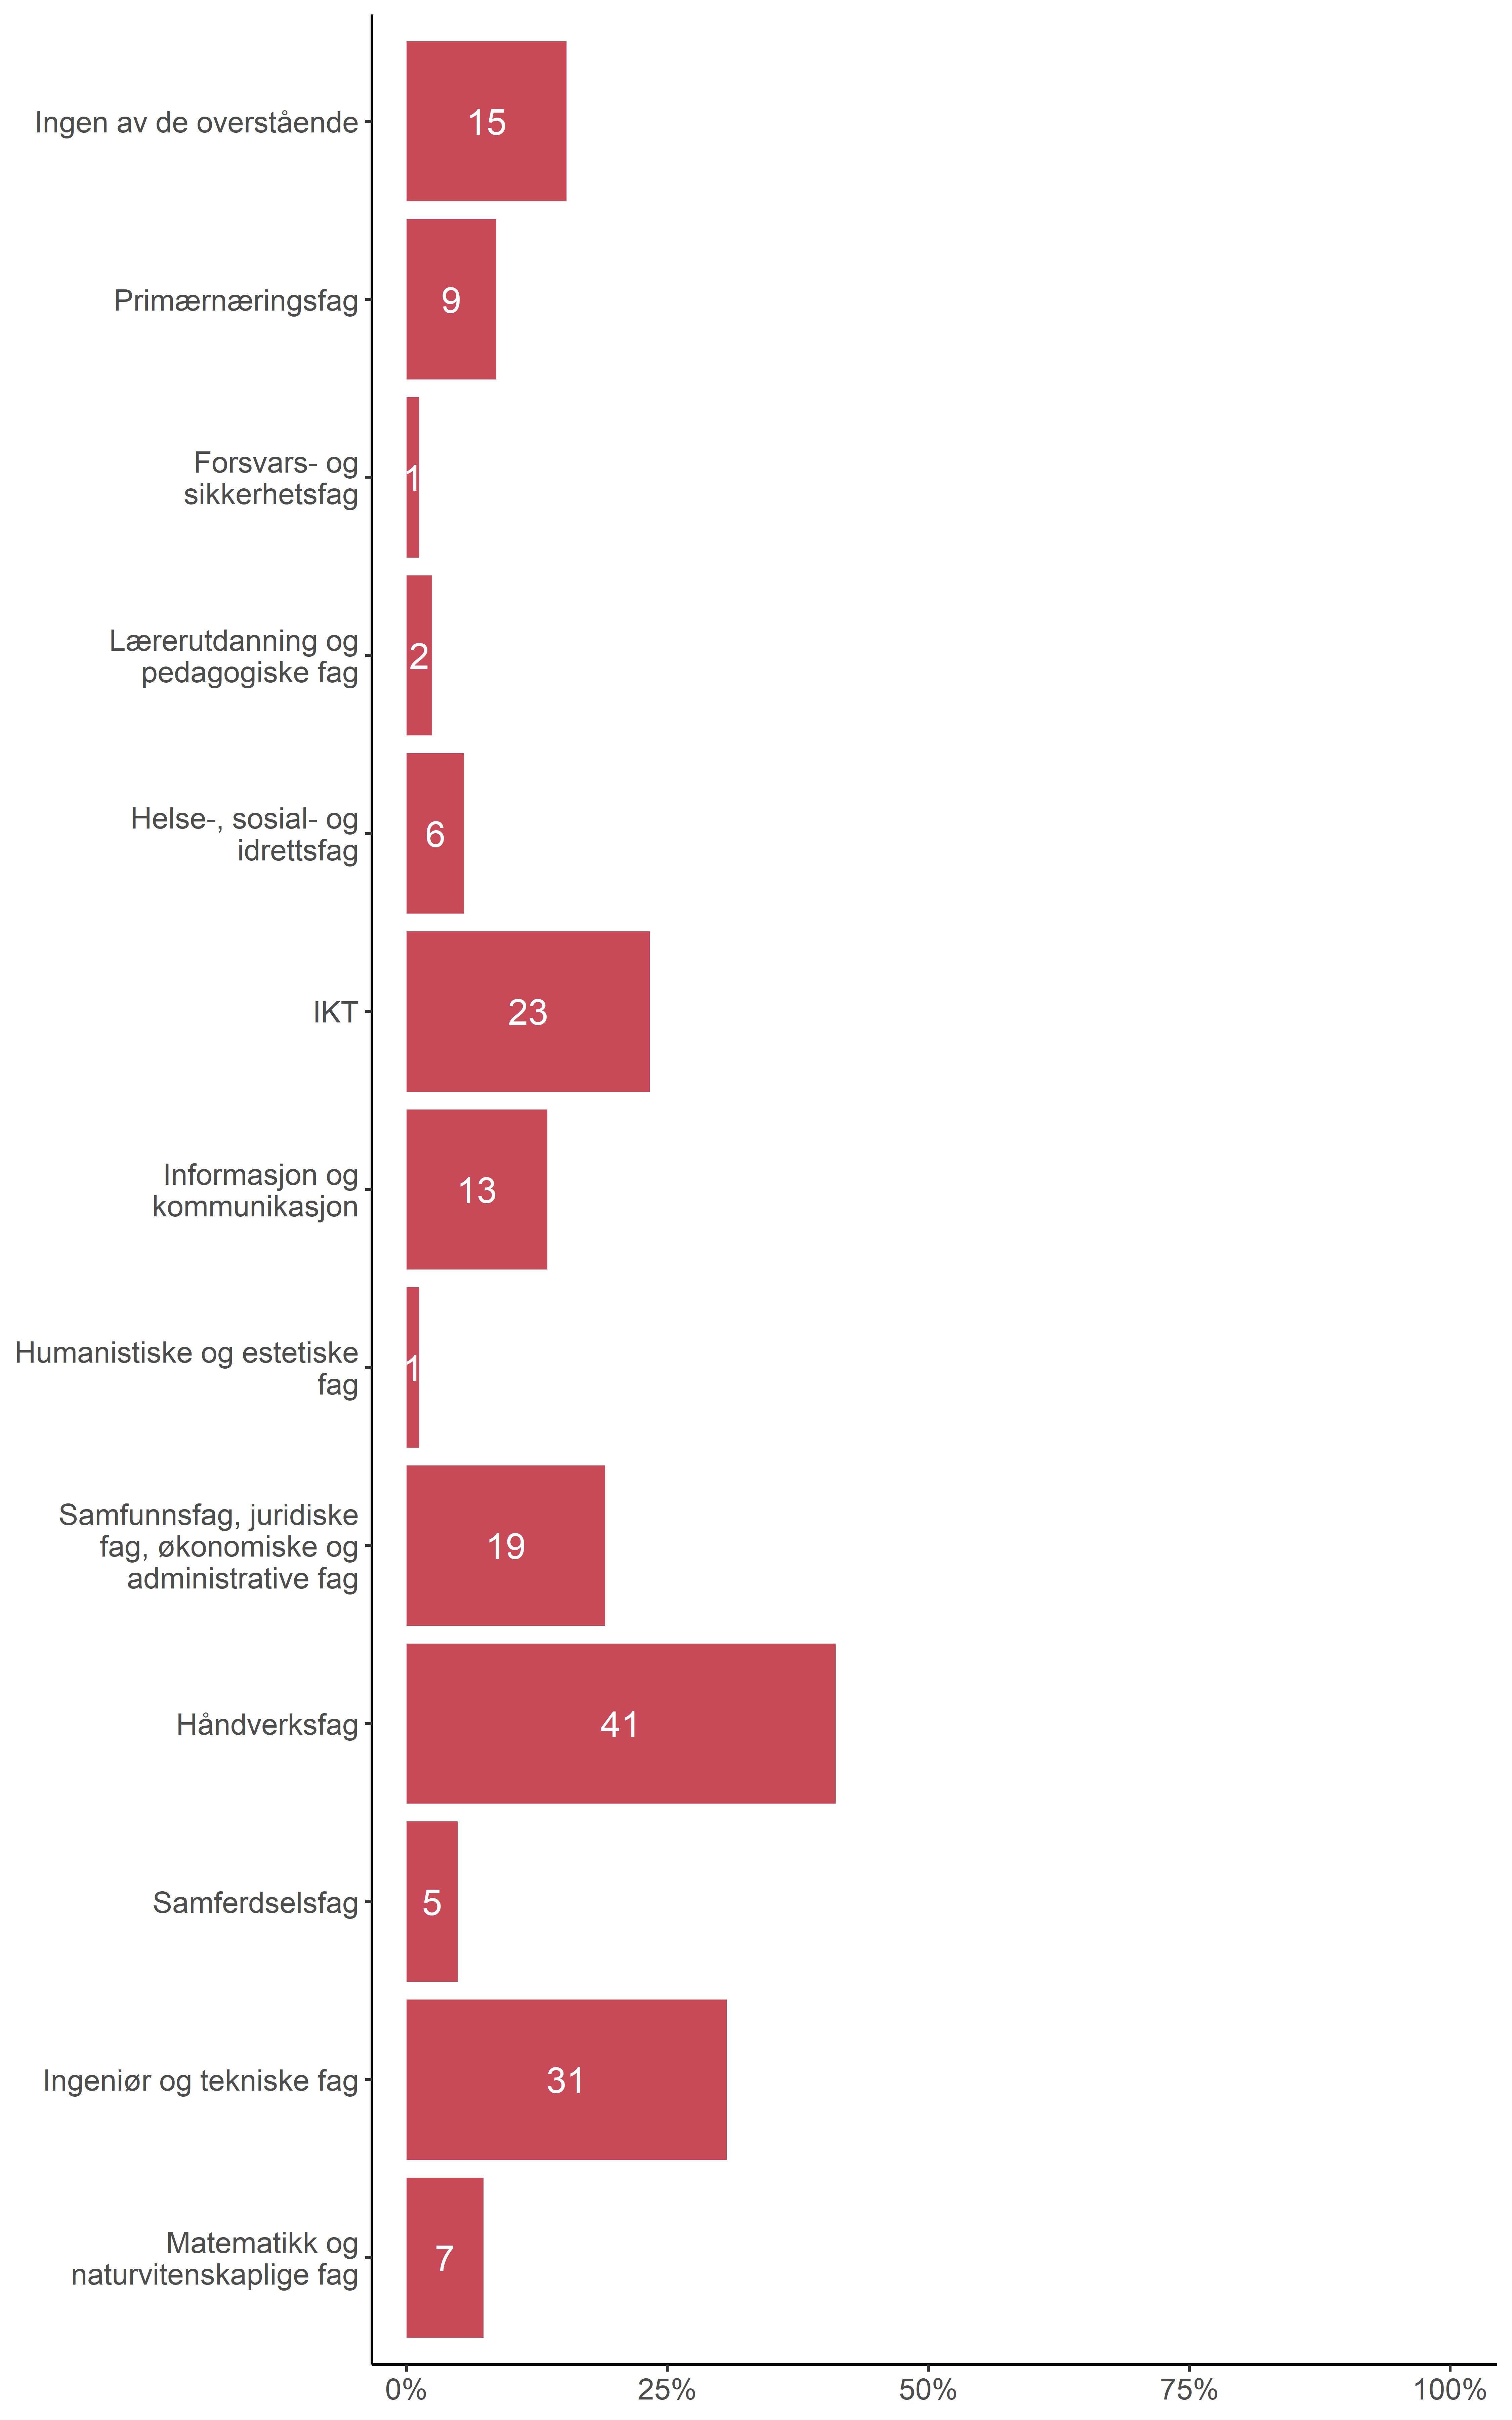 Ingen av de overstående
15
Primærnæringsfag
9
Forsvars- og
sikkerhetsfag
1
Lærerutdanning og
pedagogiske fag
2
Helse-, sosial- og
idrettsfag
6
IKT
23
Informasjon og
kommunikasjon
13
Humanistiske og estetiske
fag
1
Samfunnsfag, juridiske
fag, økonomiske og
administrative fag
19
Håndverksfag
41
Samferdselsfag
5
Ingeniør og tekniske fag
31
Matematikk og
naturvitenskaplige fag
7
0% 25% 50% 75% 100%